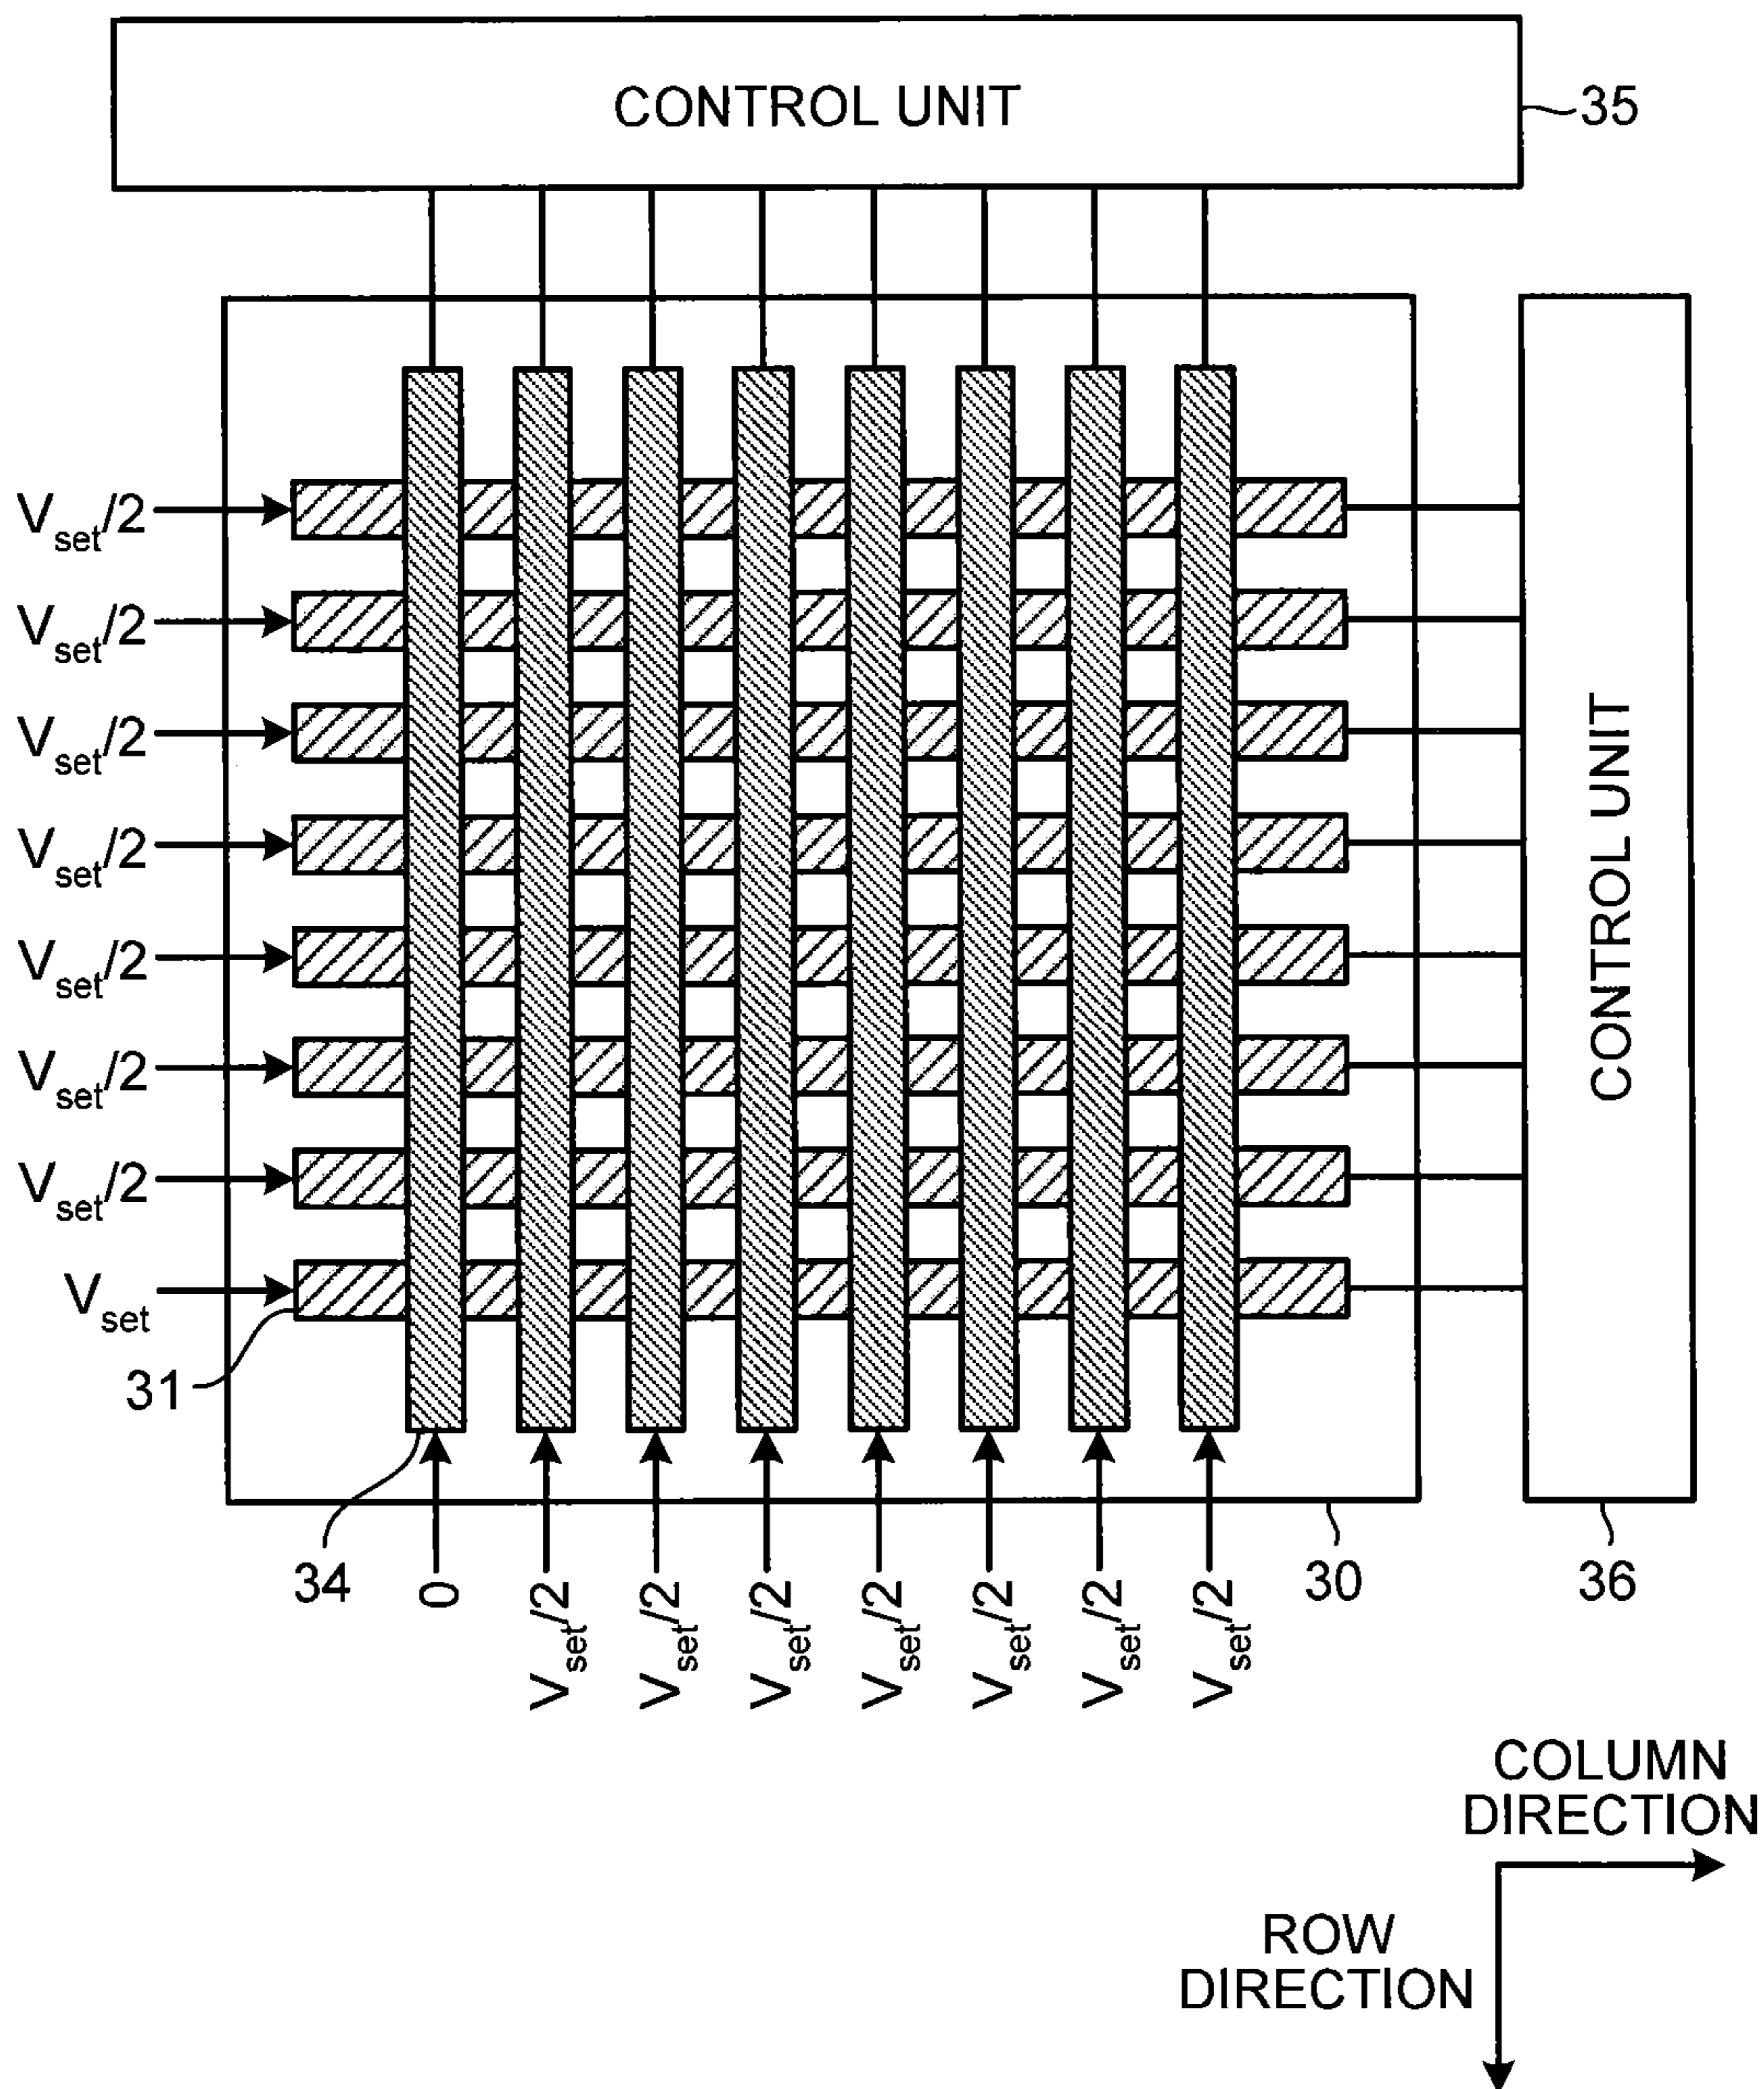 CONTROL UNIT
35
Vset/2
Vset/2
Vset/2
Vset/2
Vset/2
Vset/2
Vset/2
Vset
31
CONTROL UNIT
34
0
Vset/2
Vset/2
Vset/2
Vset/2
Vset/2
Vset/2
Vset/2
30
36
COLUMN
DIRECTION
ROW
DIRECTION